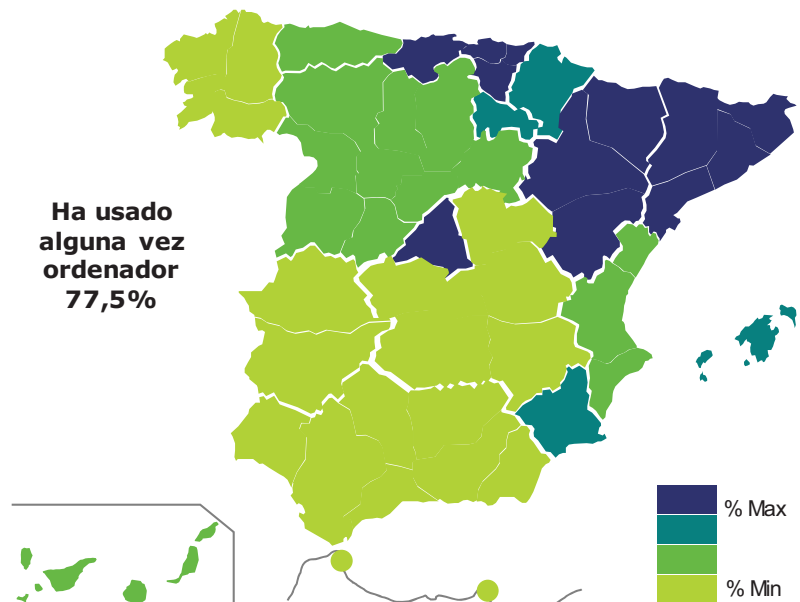 Ha usado
alguna vez
ordenador
77,5%
% Max
% Min